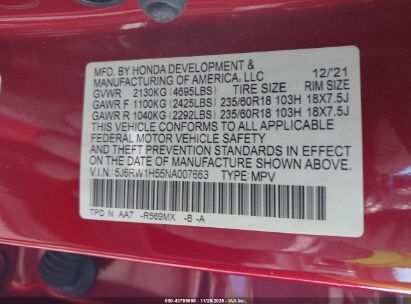 MFD. BY HONDA DEVELOPMENT &
MANUFACTURING OF AMERICA, LLC 12/21
GVWR 2130KG (4695LBS) TIRE SIZE RIM SIZE
GAWR F 1100KG (2425LBS) 235/60R18 103H 18X7.5J
GAWR R 1040KG (2292LBS) 235/60R18 103H 18X7.5J
THIS VEHICLE CONFORMS TO ALL APPLICABLE
FEDERAL MOTOR VEHICLE SAFETY, BUMPER,
AND THEFT PREVENTION STANDARDS IN EFFECT
ON THE DATE OF MANUFACTURE SHOWN ABOVE.
V.I.N.: 5J6RW1H55NA007663 TYPE: MPV
TPD N AA7 -R569MX -B -A